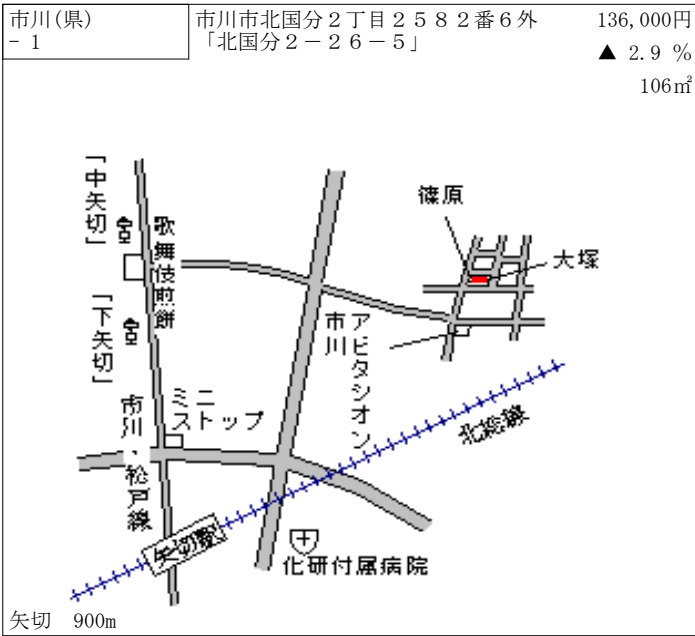 市川(県)
- 1
市川市北国分２丁目２５８２番６外
「北国分２－２６－５」
136,000円
▲ 2.9 %
106㎡
「中矢切」
歌舞伎煎餅
篠原
大塚
「下矢切」
アビタシオン
市川
ミニ
ストップ
市川・松戸線
北総線
矢切駅
化研付属病院
矢切 900m